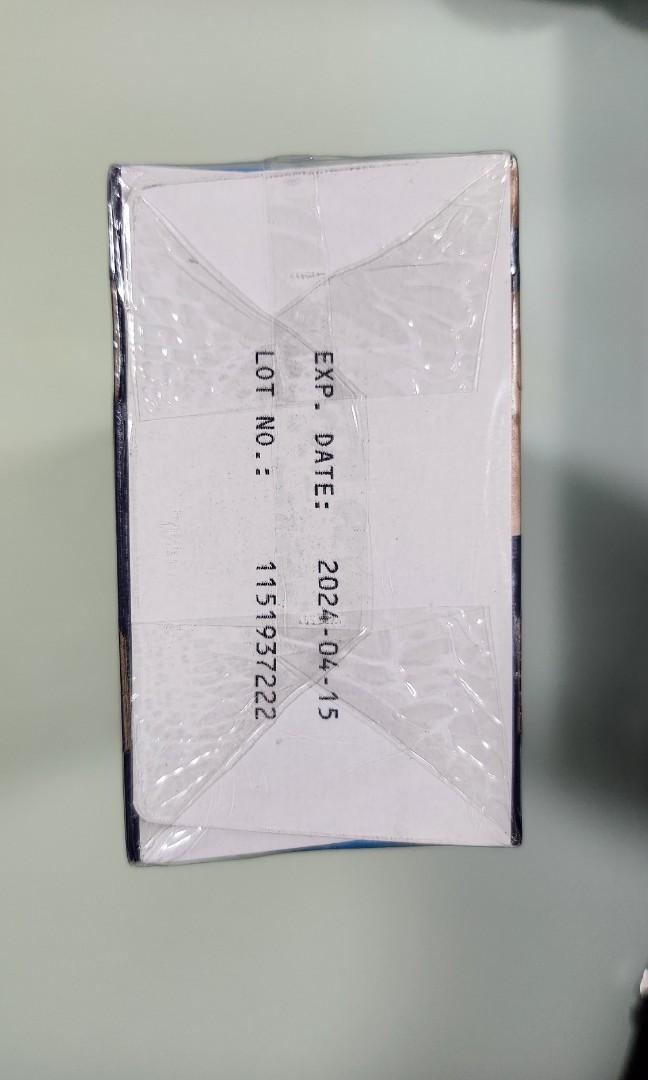 EXP. DATE: 2024-04-15
LOT NO.: 1151937222